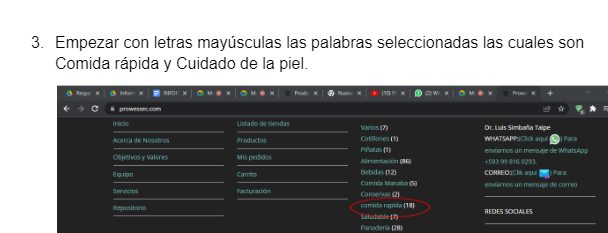 3. Empezar con letras mayúsculas las palabras seleccionadas las cuales son
Comida rápida y Cuidado de la piel.
prowessec.com
Inicio
Acerca de Nosotros
Objetivos y Valores
Equipo
Servicios
Repositorio
Listado de tiendas
Productos
Mis pedidos
Carrito
Facturación
Varios (7)
Cotillones (1)
Piñatas (1)
Alimentación (86)
Bebidas (12)
Comida Manaba (5)
Conservas (2)
comida rapida (18)
Saludable (7)
Panadería (28)
Dr. Luis Simbaña Taipe
WHATSAPP:(Click aquí ) Para
enviarnos un mensaje de WhatsApp
+593 99 816 0293.
CORREO:(Clik aquí ) Para
enviarnos un mensaje de correo
REDES SOCIALES